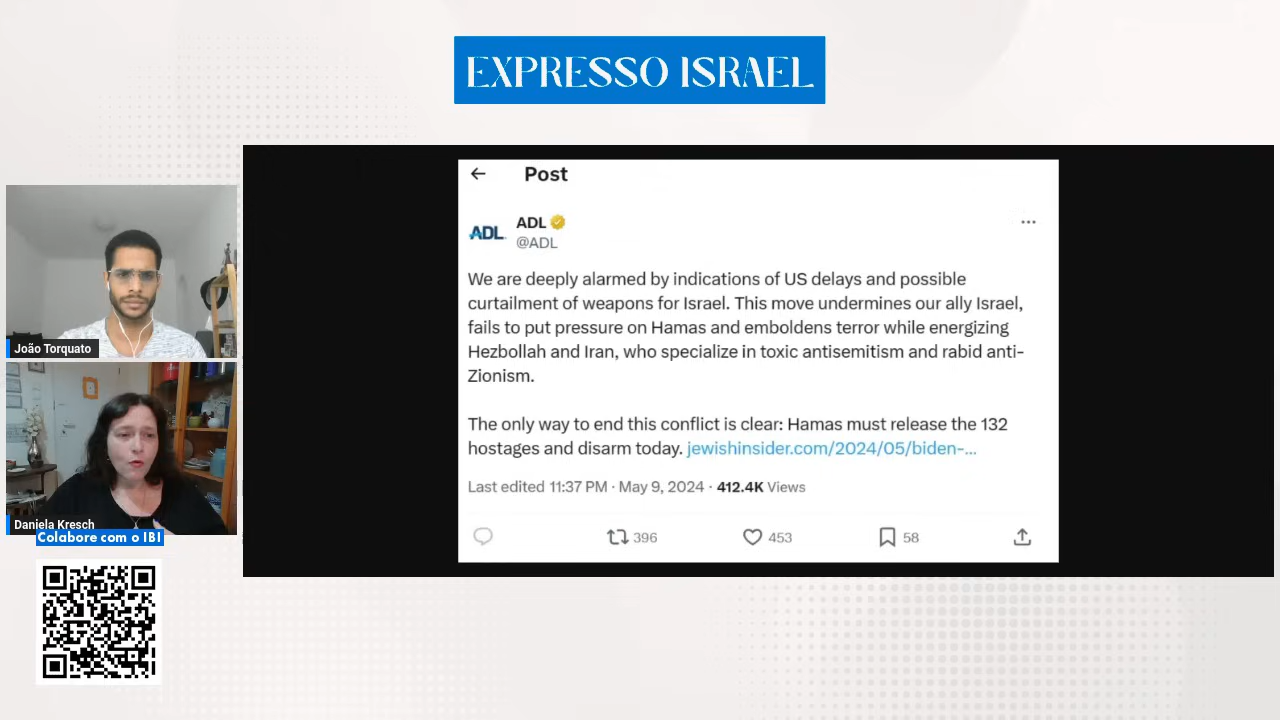 EXPRESSO ISRAEL
Post
ADL
@ADL
ADL
We are deeply alarmed by indications of US delays and possible
curtailment of weapons for Israel. This move undermines our ally Israel,
fails to put pressure on Hamas and emboldens terror while energizing
Hezbollah and Iran, who specialize in toxic antisemitism and rabid anti-
Zionism.
The only way to end this conflict is clear: Hamas must release the 132
hostages and disarm today. jewishinsider.com/2024/05/biden-...
Last edited 11:37 PM · May 9, 2024 · 412.4K Views
396 453 58
João Torquato
Daniela Kresch
Colabore com o IBI